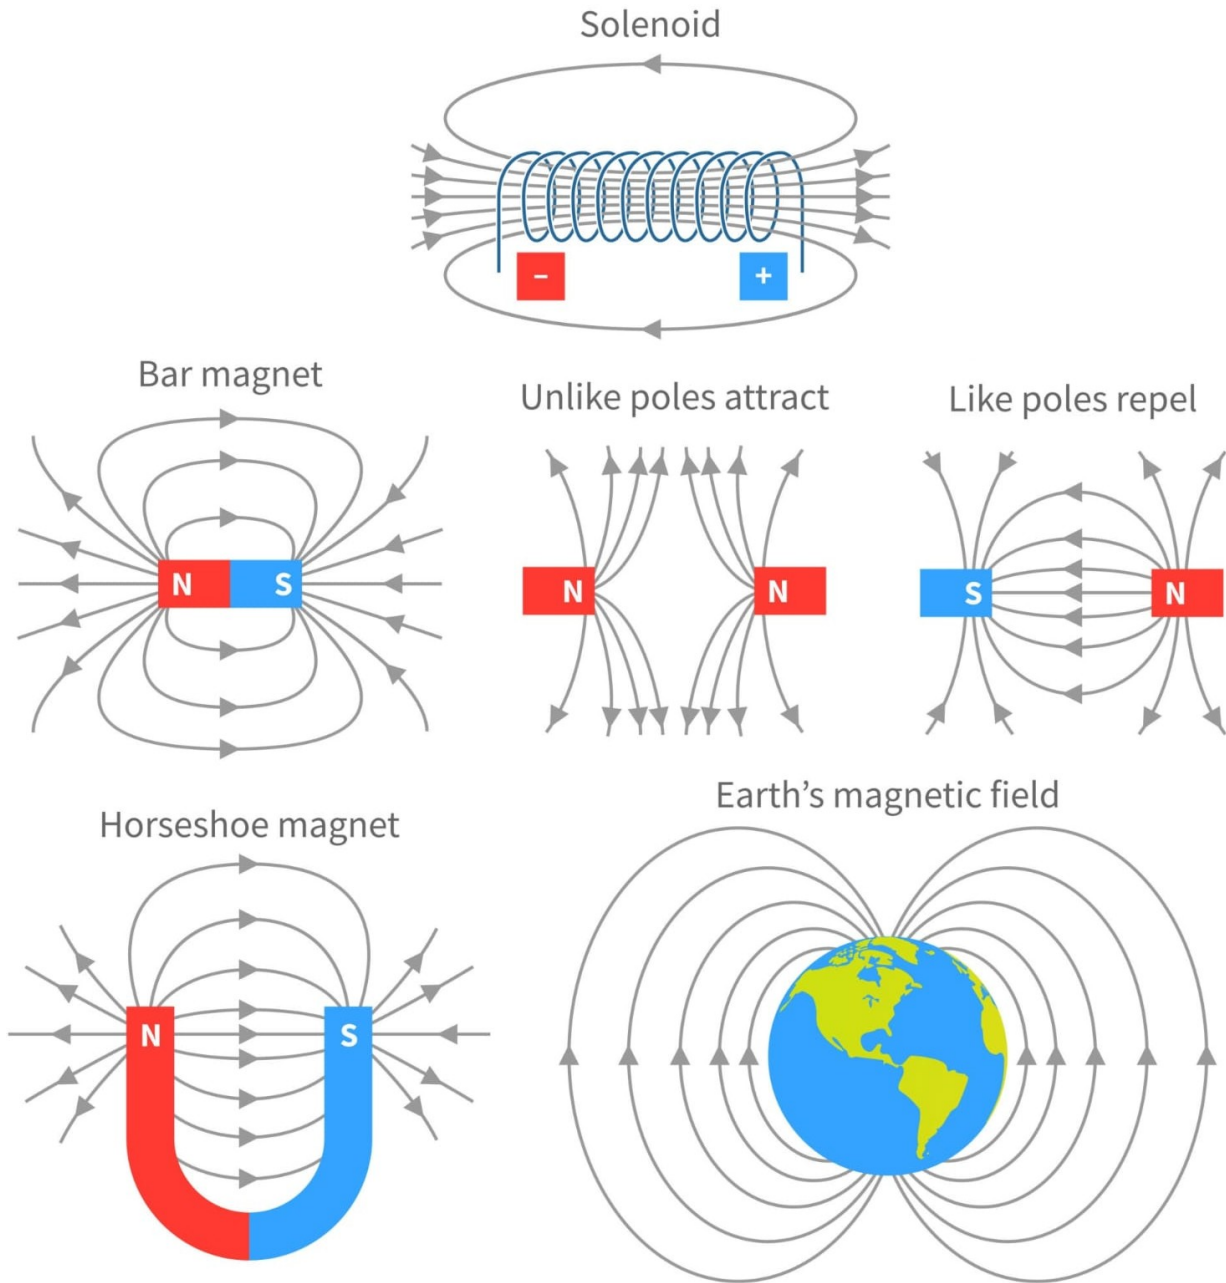 Solenoid
− +
Bar magnet
Unlike poles attract
Like poles repel
N S
N N
S N
Horseshoe magnet
Earth's magnetic field
N S